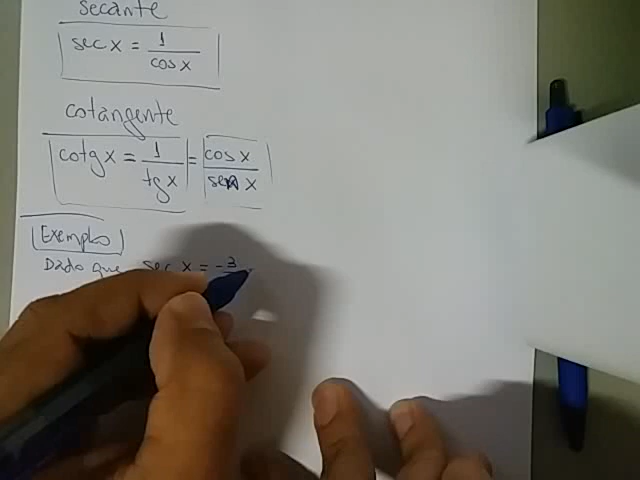 secante
sec x = 1/cos x
cotangente
cotg x = 1/tg x = cos x/sen x
Exemplo
Dado que sec x = -3